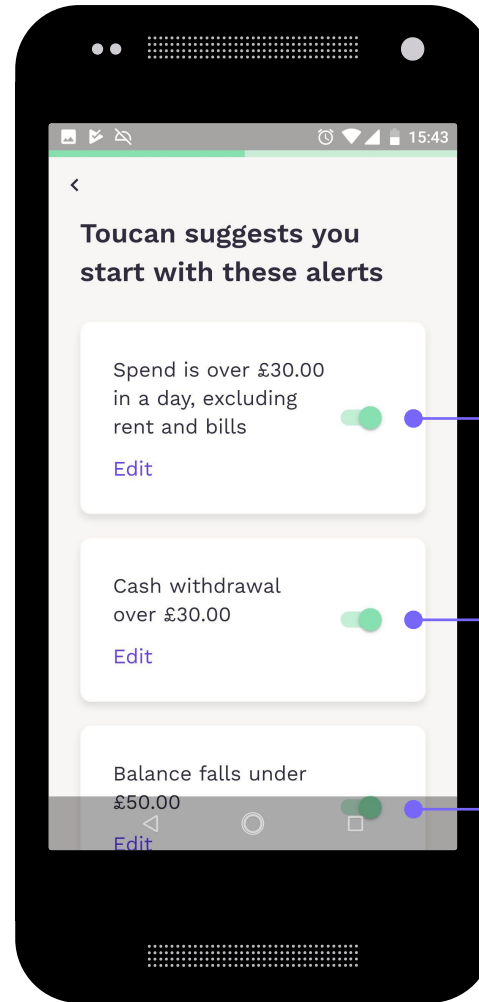 15:43
Toucan suggests you
start with these alerts
Spend is over £30.00
in a day, excluding
rent and bills
Edit
Cash withdrawal
over £30.00
Edit
Balance falls under
£50.00
Edit